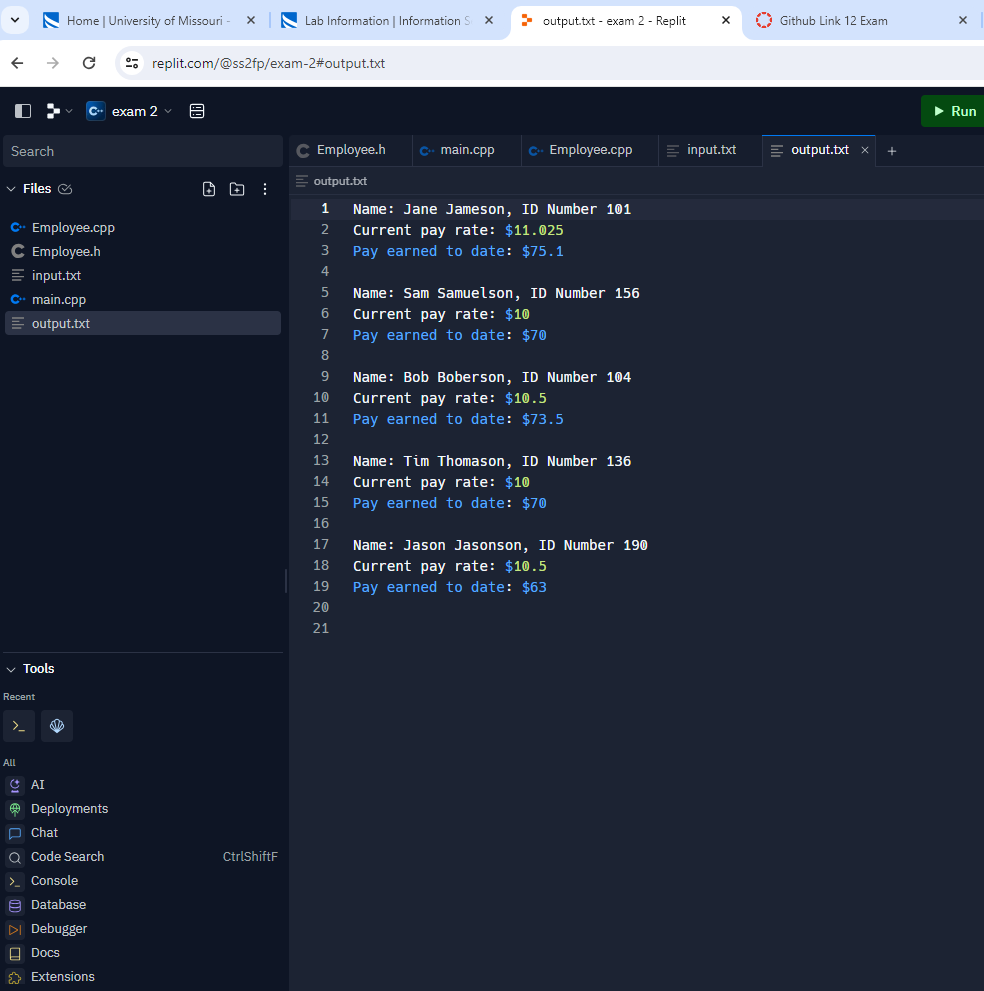 Home | University of Missouri -
Lab Information | Information S
output.txt - exam 2 - Replit
Github Link 12 Exam
replit.com/@ss2fp/exam-2#output.txt
exam 2
Run
Search
Employee.h
main.cpp
Employee.cpp
input.txt
output.txt
Files
output.txt
Employee.cpp
Employee.h
input.txt
main.cpp
output.txt
1 Name: Jane Jameson, ID Number 101
2 Current pay rate: $11.025
3 Pay earned to date: $75.1
4
5 Name: Sam Samuelson, ID Number 156
6 Current pay rate: $10
7 Pay earned to date: $70
8
9 Name: Bob Boberson, ID Number 104
10 Current pay rate: $10.5
11 Pay earned to date: $73.5
12
13 Name: Tim Thomason, ID Number 136
14 Current pay rate: $10
15 Pay earned to date: $70
16
17 Name: Jason Jasonson, ID Number 190
18 Current pay rate: $10.5
19 Pay earned to date: $63
20
21
Tools
Recent
All
AI
Deployments
Chat
Code Search CtrlShiftF
Console
Database
Debugger
Docs
Extensions